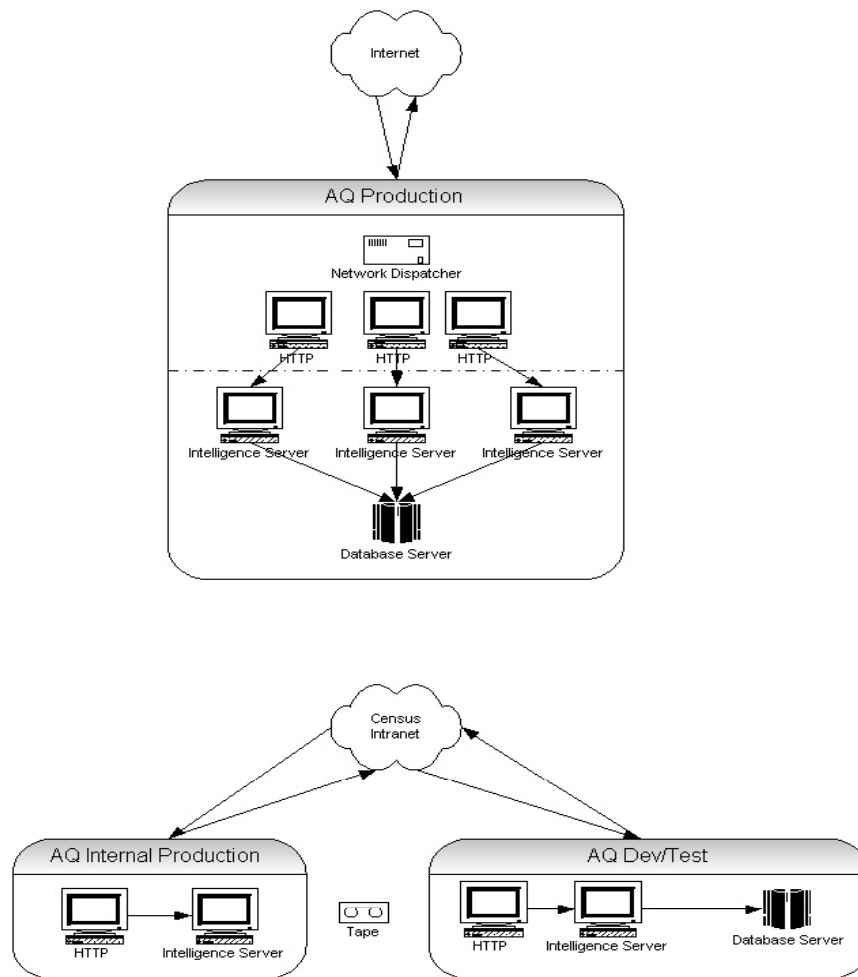 Internet
AQ Production
Network Dispatcher
HTTP
HTTP
HTTP
Intelligence Server
Intelligence Server
Intelligence Server
Database Server
Census
Intranet
AQ Internal Production
AQ Dev/Test
HTTP
Intelligence Server
Tape
HTTP
Intelligence Server
Database Server